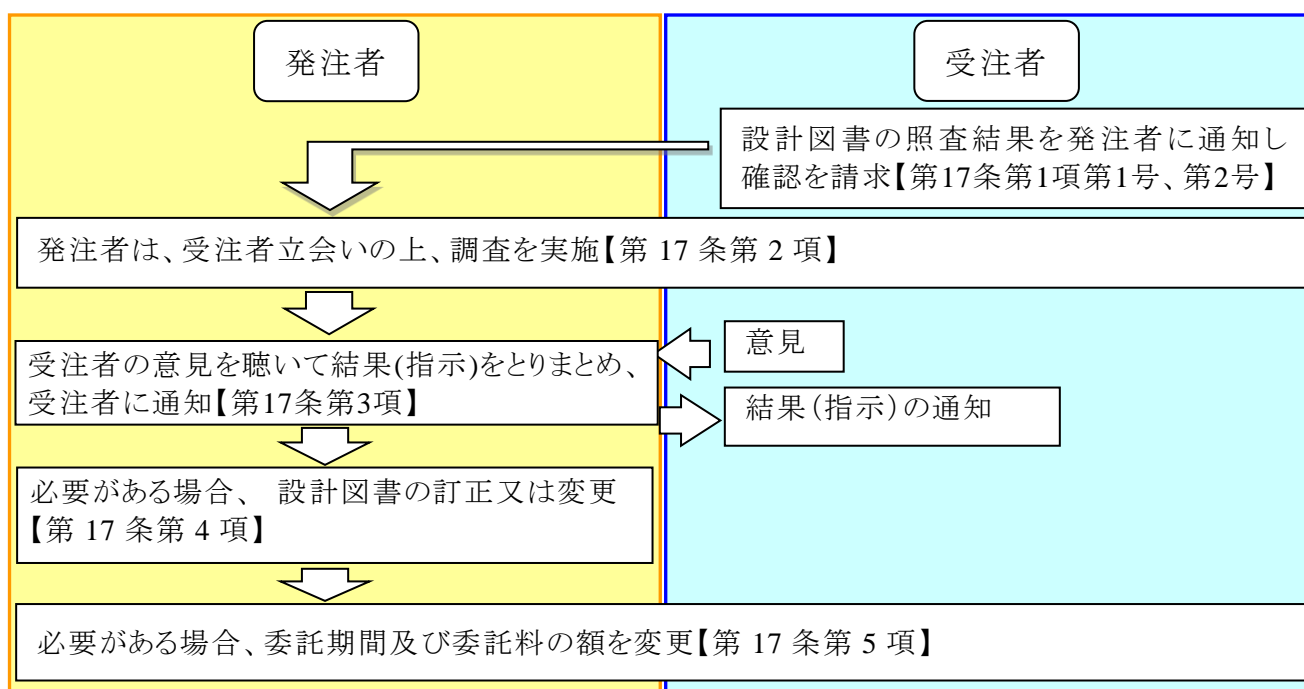 発注者
受注者
設計図書の照査結果を発注者に通知し
確認を請求【第17条第1項第1号、第2号】
発注者は、受注者立会いの上、調査を実施【第 17 条第 2 項】
受注者の意見を聴いて結果(指示)をとりまとめ、
受注者に通知【第17条第3項】
意見
結果(指示)の通知
必要がある場合、 設計図書の訂正又は変更
【第 17 条第 4 項】
必要がある場合、委託期間及び委託料の額を変更【第 17 条第 5 項】